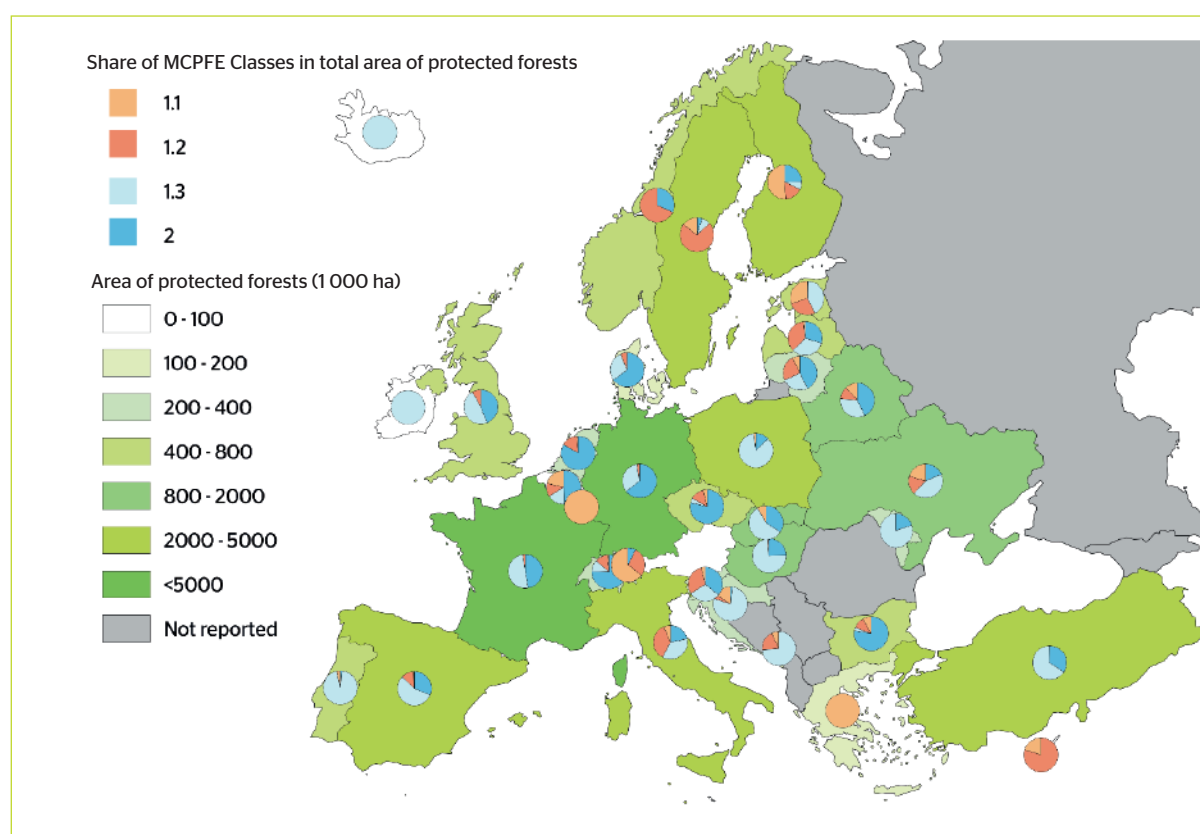 Share of MCPFE Classes in total area of protected forests
1.1
1.2
1.3
2
Area of protected forests (1 000 ha)
0 - 100
100 - 200
200 - 400
400 - 800
800 - 2000
2000 - 5000
<5000
Not reported